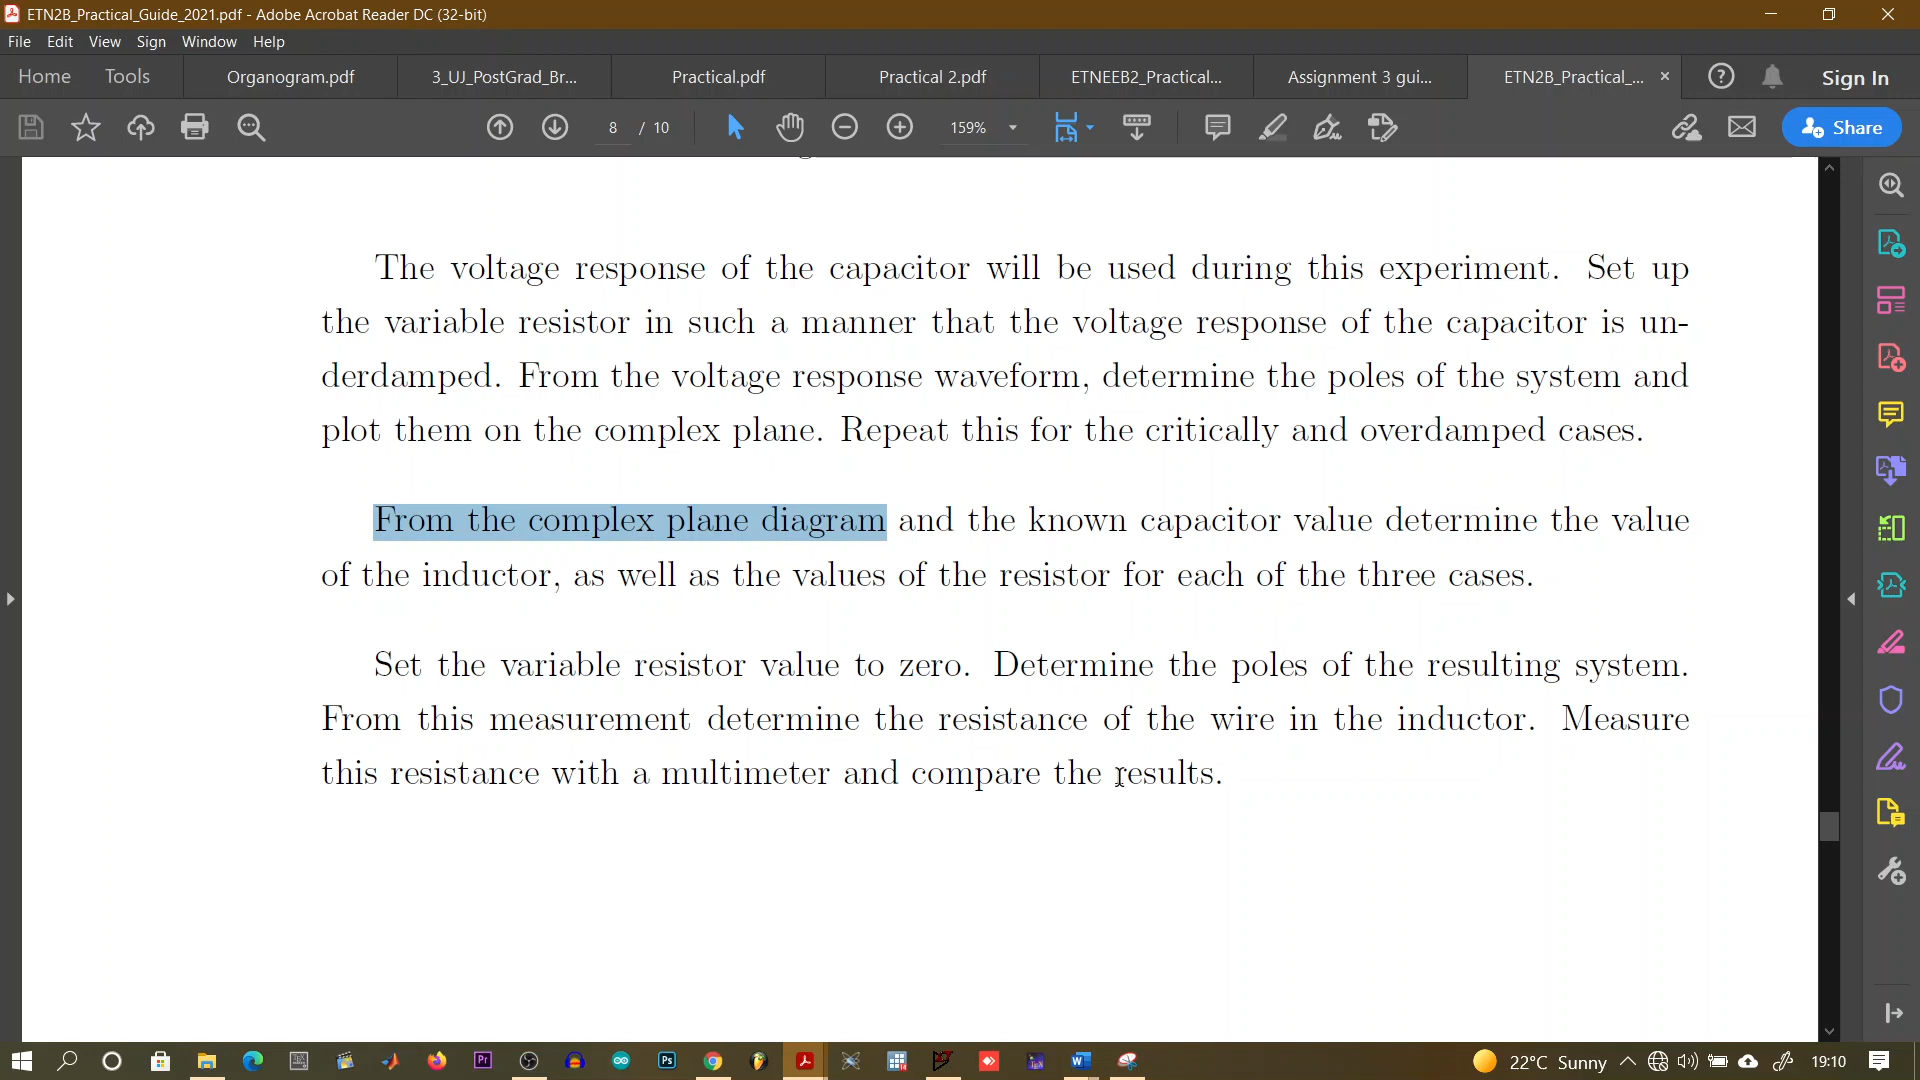 ETN2B_Practical_Guide_2021.pdf - Adobe Acrobat Reader DC (32-bit)
File Edit View Sign Window Help
Home Tools Organogram.pdf 3_UJ_PostGrad_Br... Practical.pdf Practical 2.pdf ETNEEB2_Practical... Assignment 3 gui... ETN2B_Practical_... × Sign In
8 / 10 159% Share
The voltage response of the capacitor will be used during this experiment. Set up
the variable resistor in such a manner that the voltage response of the capacitor is un-
derdamped. From the voltage response waveform, determine the poles of the system and
plot them on the complex plane. Repeat this for the critically and overdamped cases.
From the complex plane diagram and the known capacitor value determine the value
of the inductor, as well as the values of the resistor for each of the three cases.
Set the variable resistor value to zero. Determine the poles of the resulting system.
From this measurement determine the resistance of the wire in the inductor. Measure
this resistance with a multimeter and compare the results.
22°C Sunny 19:10